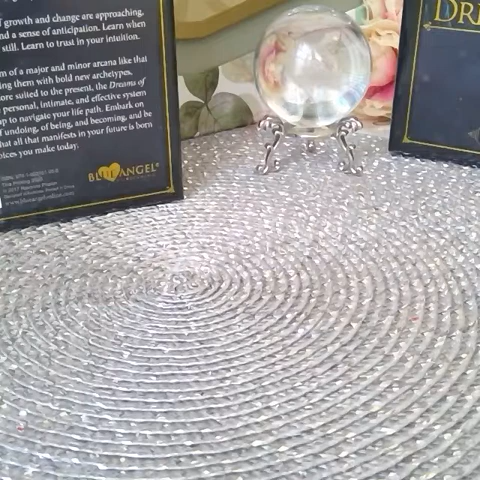 f growth and change are approaching,
nd a sense of anticipation. Learn when
still. Learn to trust in your intuition.
m of a major and minor arcana like that
ing them with bold new archetypes,
ore suited to the present, the Dreams of
personal, intimate, and effective system
up to navigate your life path. Embark on
f undoing, of being, and becoming, and be
hat all that manifests in your future is born
oices you make today.
BLUE ANGEL®
DRE